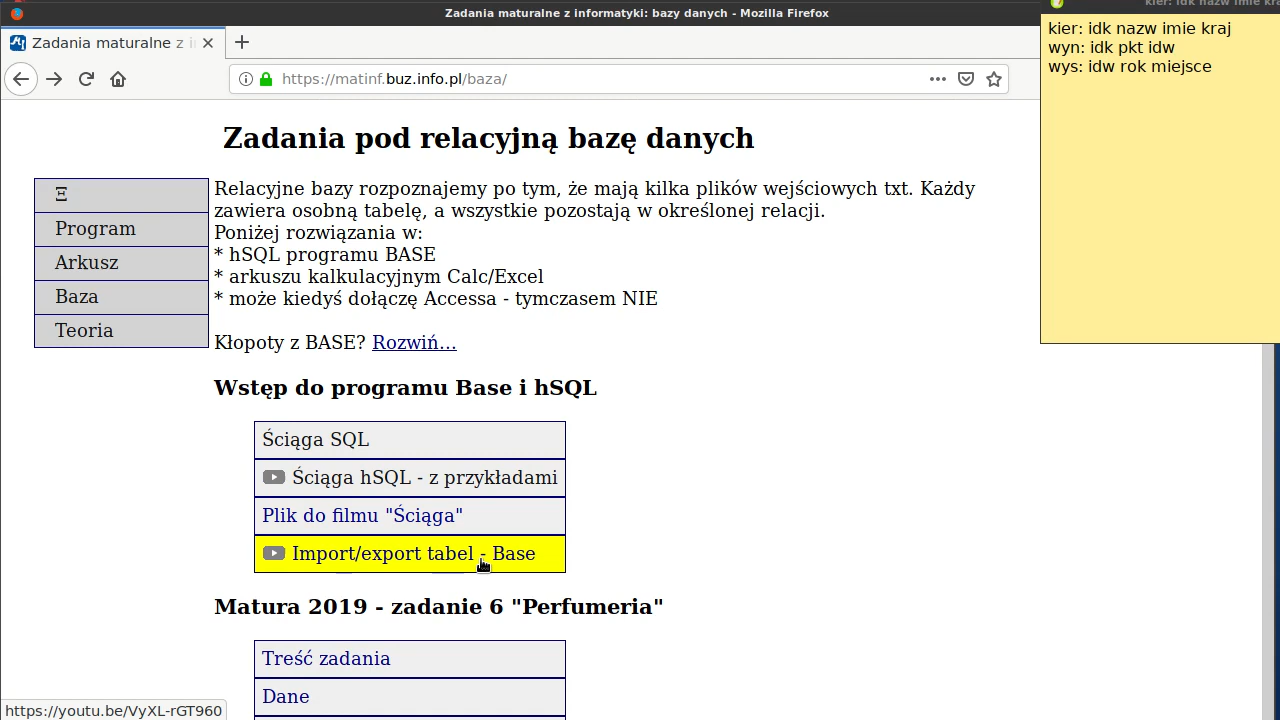 Zadania maturalne z informatyki: bazy danych - Mozilla Firefox
Zadania maturalne z
https://matinf.buz.info.pl/baza/
kier: idk nazw imie kra
kier: idk nazw imie kraj
wyn: idk pkt idw
wys: idw rok miejsce
Zadania pod relacyjną bazę danych
Ξ
Program
Arkusz
Baza
Teoria
Relacyjne bazy rozpoznajemy po tym, że mają kilka plików wejściowych txt. Każdy
zawiera osobną tabelę, a wszystkie pozostają w określonej relacji.
Poniżej rozwiązania w:
* hSQL programu BASE
* arkuszu kalkulacyjnym Calc/Excel
* może kiedyś dołączę Accessa - tymczasem NIE
Kłopoty z BASE? Rozwiń...
Wstęp do programu Base i hSQL
Ściąga SQL
Ściąga hSQL - z przykładami
Plik do filmu "Ściąga"
Import/export tabel - Base
Matura 2019 - zadanie 6 "Perfumeria"
Treść zadania
Dane
https://youtu.be/VyXL-rGT960